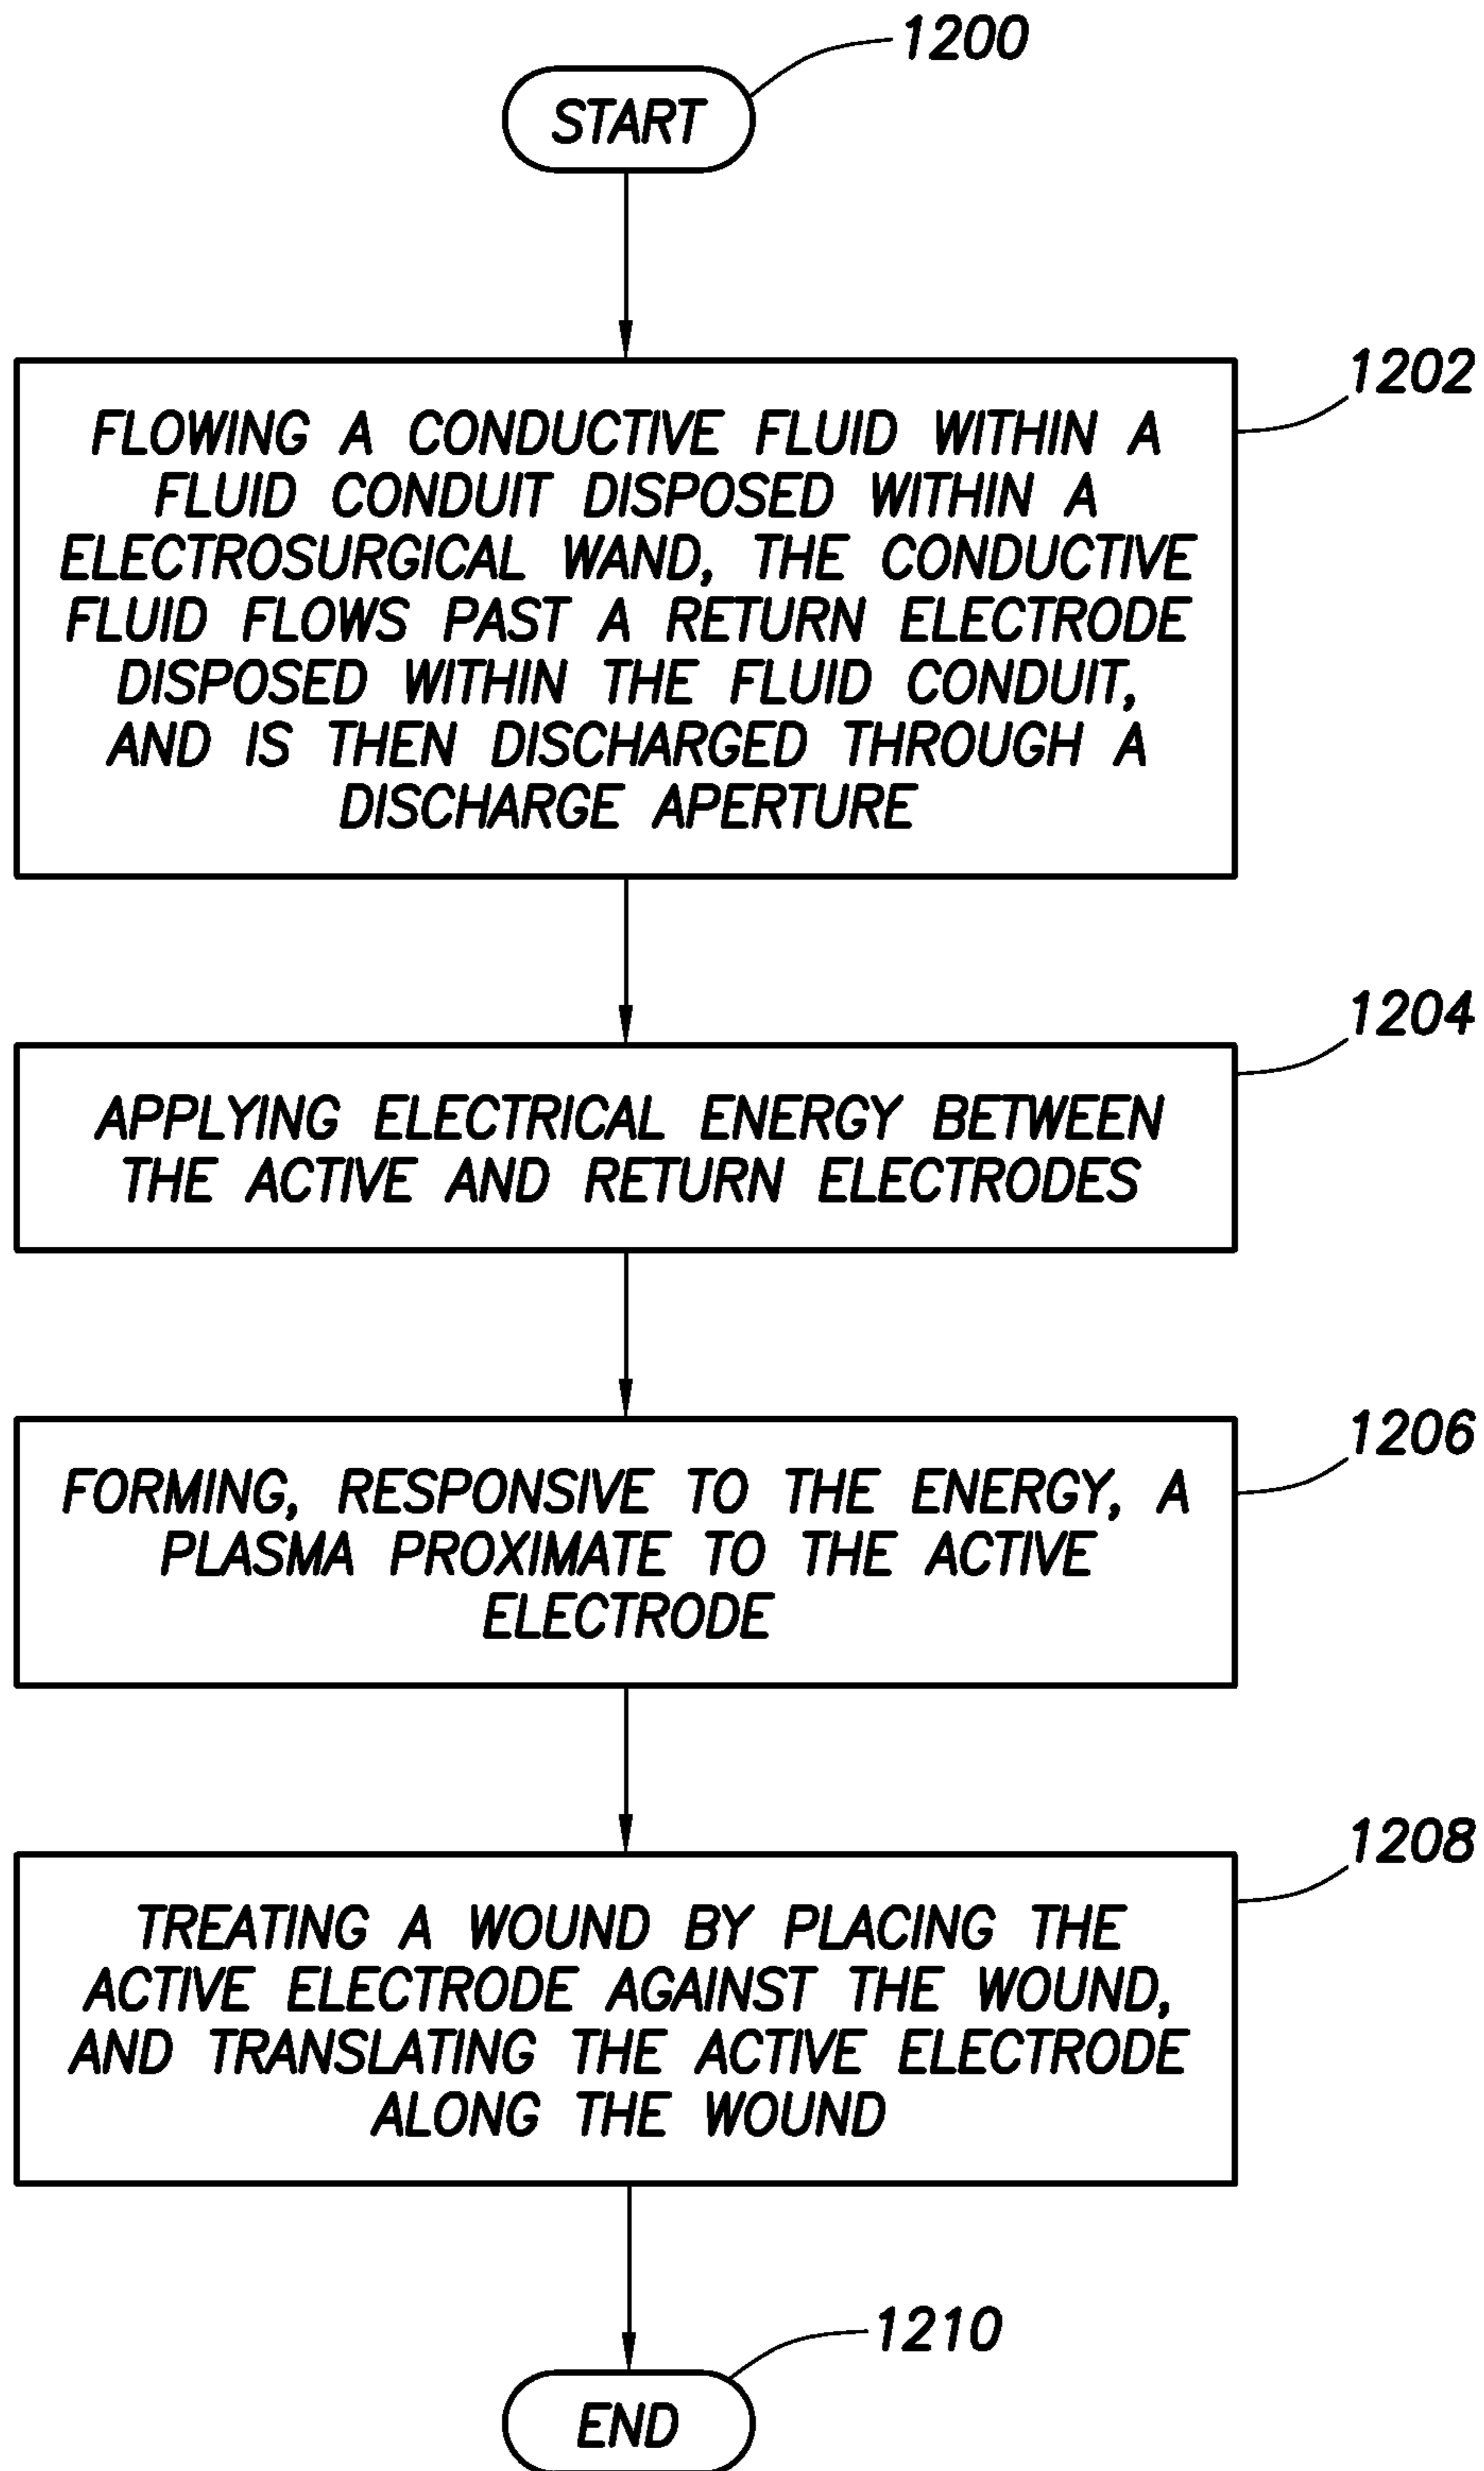 1200
START
1202
FLOWING A CONDUCTIVE FLUID WITHIN A
FLUID CONDUIT DISPOSED WITHIN A
ELECTROSURGICAL WAND, THE CONDUCTIVE
FLUID FLOWS PAST A RETURN ELECTRODE
DISPOSED WITHIN THE FLUID CONDUIT,
AND IS THEN DISCHARGED THROUGH A
DISCHARGE APERTURE
1204
APPLYING ELECTRICAL ENERGY BETWEEN
THE ACTIVE AND RETURN ELECTRODES
1206
FORMING, RESPONSIVE TO THE ENERGY, A
PLASMA PROXIMATE TO THE ACTIVE
ELECTRODE
1208
TREATING A WOUND BY PLACING THE
ACTIVE ELECTRODE AGAINST THE WOUND,
AND TRANSLATING THE ACTIVE ELECTRODE
ALONG THE WOUND
1210
END